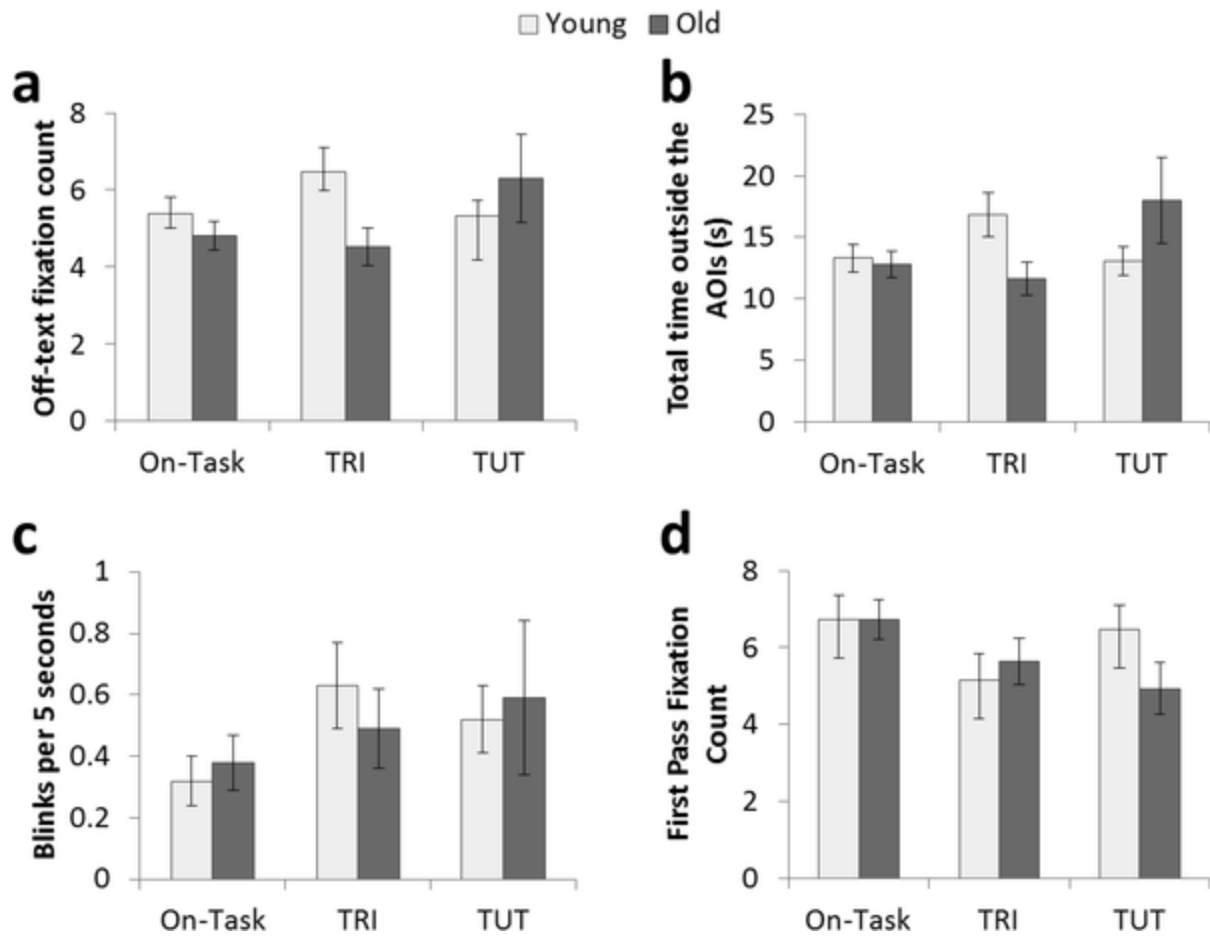 Young Old
a
Off-text fixation count
8
6
4
2
0
On-Task TRI TUT
b
Total time outside the
AOIs (s)
25
20
15
10
5
0
On-Task TRI TUT
c
Blinks per 5 seconds
1
0.8
0.6
0.4
0.2
0
On-Task TRI TUT
d
First Pass Fixation
Count
8
6
4
2
0
On-Task TRI TUT